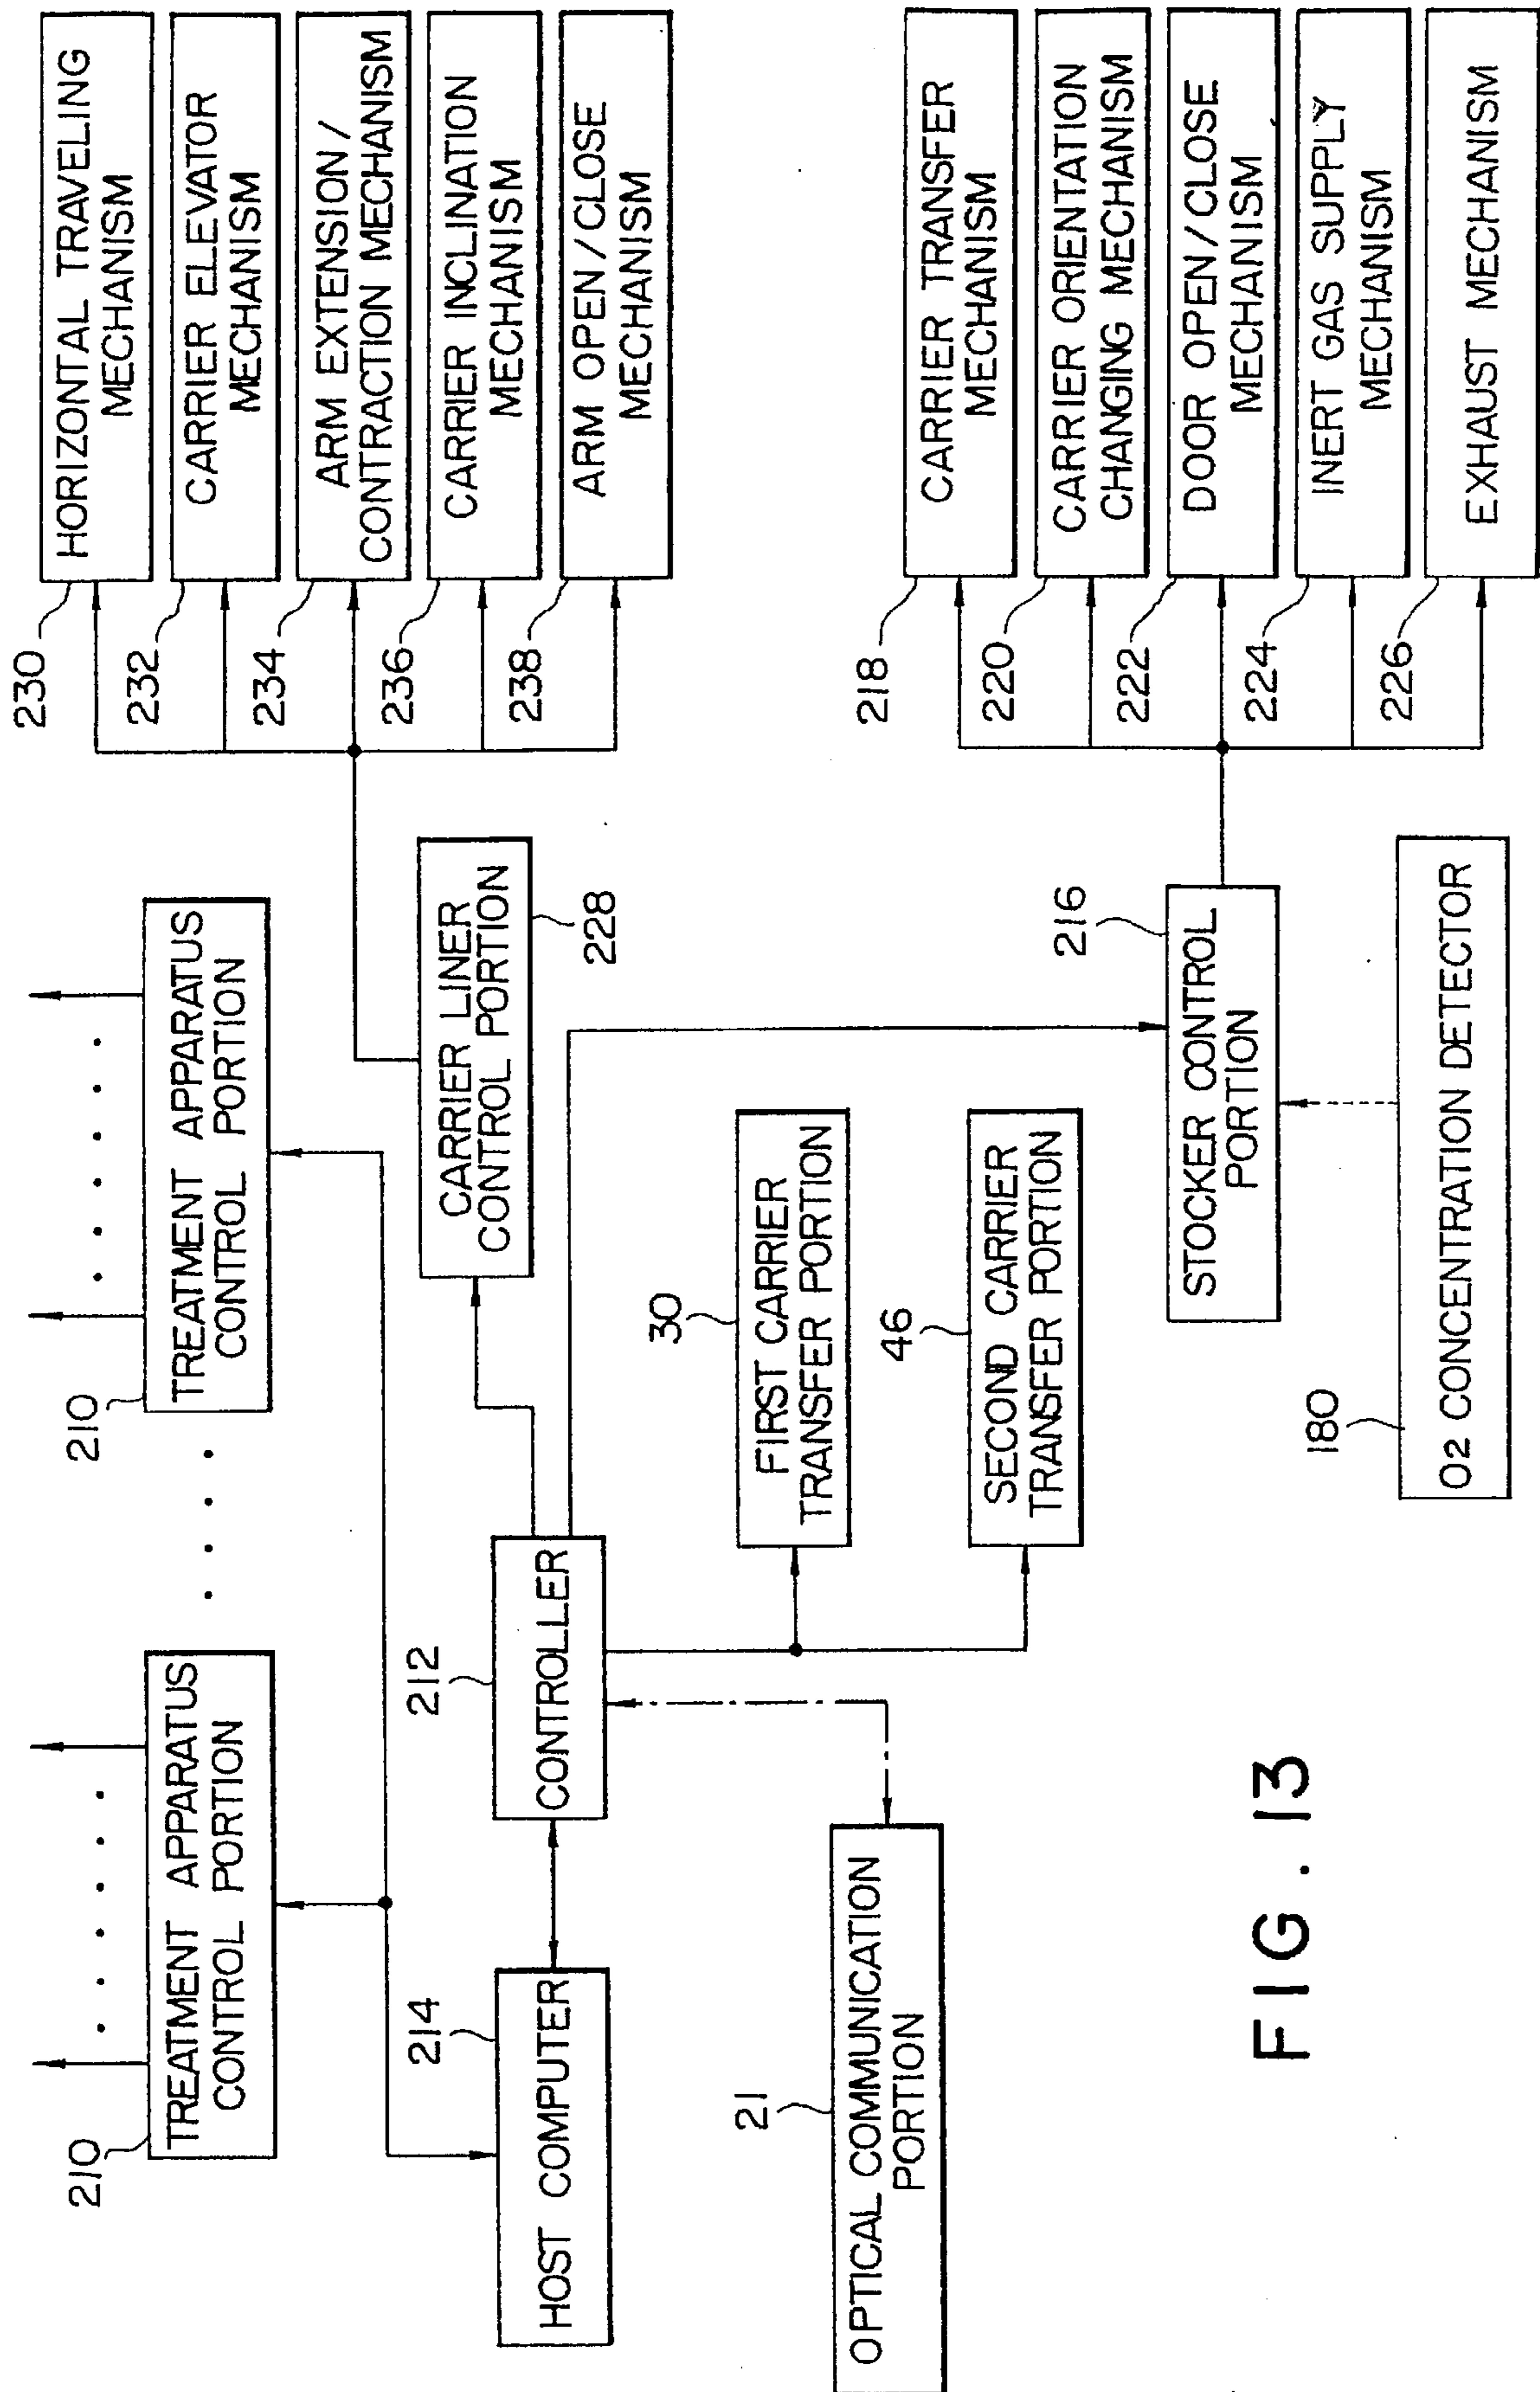 210
TREATMENT APPARATUS
CONTROL PORTION
210
TREATMENT APPARATUS
CONTROL PORTION
230
HORIZONTAL TRAVELING
MECHANISM
232
CARRIER ELEVATOR
MECHANISM
234
ARM EXTENSION/
CONTRACTION MECHANISM
236
CARRIER INCLINATION
MECHANISM
238
ARM OPEN/CLOSE
MECHANISM
214
HOST COMPUTER
212
CONTROLLER
CARRIER LINER
CONTROL PORTION
228
21
OPTICAL COMMUNICATION
PORTION
30
FIRST CARRIER
TRANSFER PORTION
46
SECOND CARRIER
TRANSFER PORTION
216
STOCKER CONTROL
PORTION
180
O2 CONCENTRATION DETECTOR
218
CARRIER TRANSFER
MECHANISM
220
CARRIER ORIENTATION
CHANGING MECHANISM
222
DOOR OPEN/CLOSE
MECHANISM
224
INERT GAS SUPPLY
MECHANISM
226
EXHAUST MECHANISM
FIG. 13